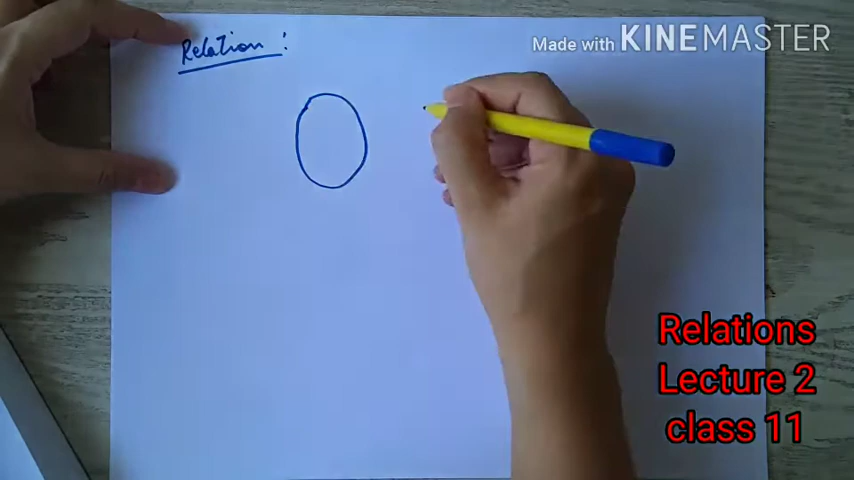 Relation :
Made with KINEMASTER
Relations
Lecture 2
class 11